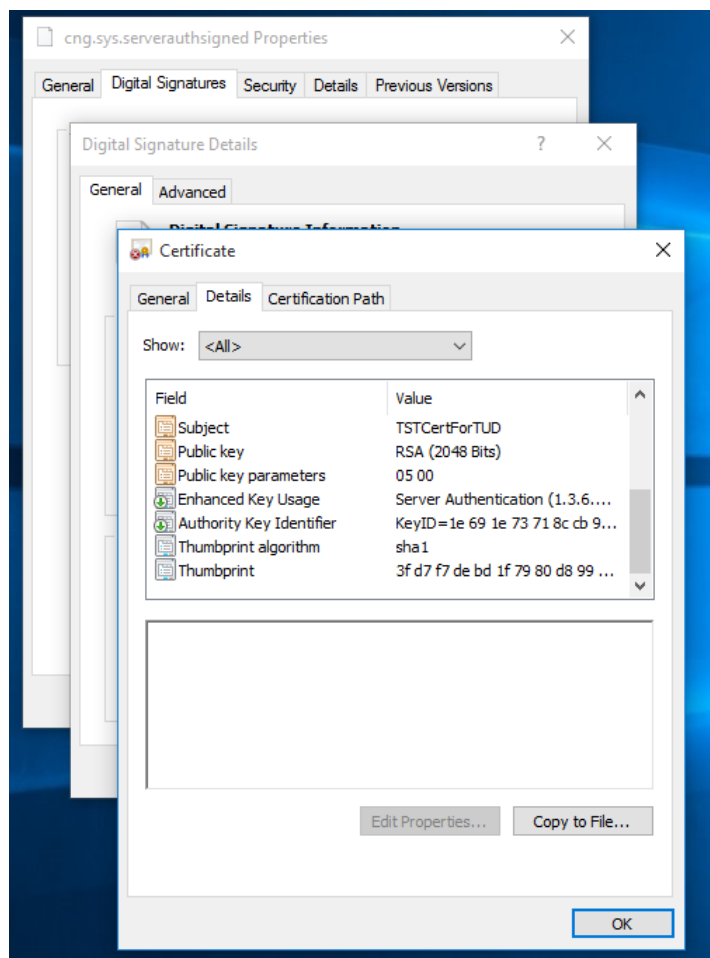 cng.sys.serverauthsigned Properties
General Digital Signatures Security Details Previous Versions
Digital Signature Details ?
General Advanced
Digital Signature Information
Certificate
General Details Certification Path
Show: <All>
Field Value
Subject TSTCertForTUD
Public key RSA (2048 Bits)
Public key parameters 05 00
Enhanced Key Usage Server Authentication (1.3.6....
Authority Key Identifier KeyID=1e 69 1e 73 71 8c cb 9...
Thumbprint algorithm sha1
Thumbprint 3f d7 f7 de bd 1f 79 80 d8 99 ...
Edit Properties... Copy to File...
OK